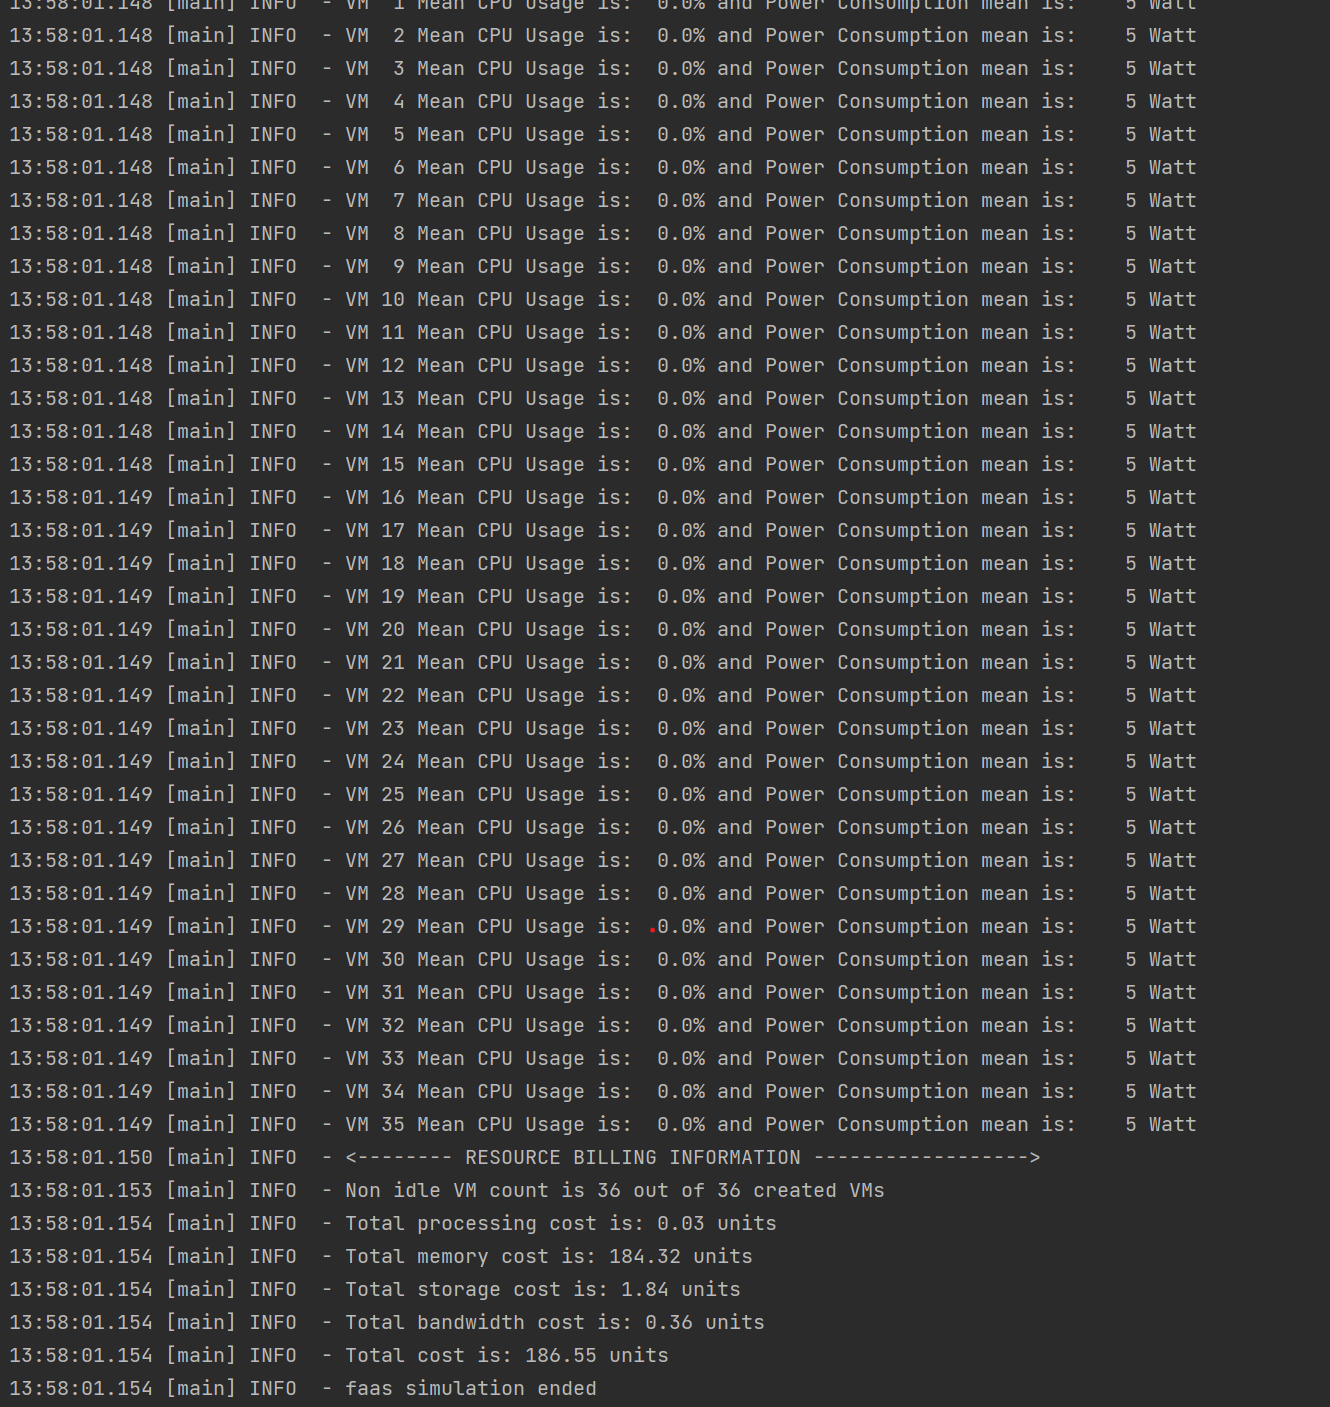 13:58:01.148 [main] INFO  - VM  1 Mean CPU Usage is:  0.0% and Power Consumption mean is:    5 Watt
13:58:01.148 [main] INFO  - VM  2 Mean CPU Usage is:  0.0% and Power Consumption mean is:    5 Watt
13:58:01.148 [main] INFO  - VM  3 Mean CPU Usage is:  0.0% and Power Consumption mean is:    5 Watt
13:58:01.148 [main] INFO  - VM  4 Mean CPU Usage is:  0.0% and Power Consumption mean is:    5 Watt
13:58:01.148 [main] INFO  - VM  5 Mean CPU Usage is:  0.0% and Power Consumption mean is:    5 Watt
13:58:01.148 [main] INFO  - VM  6 Mean CPU Usage is:  0.0% and Power Consumption mean is:    5 Watt
13:58:01.148 [main] INFO  - VM  7 Mean CPU Usage is:  0.0% and Power Consumption mean is:    5 Watt
13:58:01.148 [main] INFO  - VM  8 Mean CPU Usage is:  0.0% and Power Consumption mean is:    5 Watt
13:58:01.148 [main] INFO  - VM  9 Mean CPU Usage is:  0.0% and Power Consumption mean is:    5 Watt
13:58:01.148 [main] INFO  - VM 10 Mean CPU Usage is:  0.0% and Power Consumption mean is:    5 Watt
13:58:01.148 [main] INFO  - VM 11 Mean CPU Usage is:  0.0% and Power Consumption mean is:    5 Watt
13:58:01.148 [main] INFO  - VM 12 Mean CPU Usage is:  0.0% and Power Consumption mean is:    5 Watt
13:58:01.148 [main] INFO  - VM 13 Mean CPU Usage is:  0.0% and Power Consumption mean is:    5 Watt
13:58:01.148 [main] INFO  - VM 14 Mean CPU Usage is:  0.0% and Power Consumption mean is:    5 Watt
13:58:01.148 [main] INFO  - VM 15 Mean CPU Usage is:  0.0% and Power Consumption mean is:    5 Watt
13:58:01.149 [main] INFO  - VM 16 Mean CPU Usage is:  0.0% and Power Consumption mean is:    5 Watt
13:58:01.149 [main] INFO  - VM 17 Mean CPU Usage is:  0.0% and Power Consumption mean is:    5 Watt
13:58:01.149 [main] INFO  - VM 18 Mean CPU Usage is:  0.0% and Power Consumption mean is:    5 Watt
13:58:01.149 [main] INFO  - VM 19 Mean CPU Usage is:  0.0% and Power Consumption mean is:    5 Watt
13:58:01.149 [main] INFO  - VM 20 Mean CPU Usage is:  0.0% and Power Consumption mean is:    5 Watt
13:58:01.149 [main] INFO  - VM 21 Mean CPU Usage is:  0.0% and Power Consumption mean is:    5 Watt
13:58:01.149 [main] INFO  - VM 22 Mean CPU Usage is:  0.0% and Power Consumption mean is:    5 Watt
13:58:01.149 [main] INFO  - VM 23 Mean CPU Usage is:  0.0% and Power Consumption mean is:    5 Watt
13:58:01.149 [main] INFO  - VM 24 Mean CPU Usage is:  0.0% and Power Consumption mean is:    5 Watt
13:58:01.149 [main] INFO  - VM 25 Mean CPU Usage is:  0.0% and Power Consumption mean is:    5 Watt
13:58:01.149 [main] INFO  - VM 26 Mean CPU Usage is:  0.0% and Power Consumption mean is:    5 Watt
13:58:01.149 [main] INFO  - VM 27 Mean CPU Usage is:  0.0% and Power Consumption mean is:    5 Watt
13:58:01.149 [main] INFO  - VM 28 Mean CPU Usage is:  0.0% and Power Consumption mean is:    5 Watt
13:58:01.149 [main] INFO  - VM 29 Mean CPU Usage is:  0.0% and Power Consumption mean is:    5 Watt
13:58:01.149 [main] INFO  - VM 30 Mean CPU Usage is:  0.0% and Power Consumption mean is:    5 Watt
13:58:01.149 [main] INFO  - VM 31 Mean CPU Usage is:  0.0% and Power Consumption mean is:    5 Watt
13:58:01.149 [main] INFO  - VM 32 Mean CPU Usage is:  0.0% and Power Consumption mean is:    5 Watt
13:58:01.149 [main] INFO  - VM 33 Mean CPU Usage is:  0.0% and Power Consumption mean is:    5 Watt
13:58:01.149 [main] INFO  - VM 34 Mean CPU Usage is:  0.0% and Power Consumption mean is:    5 Watt
13:58:01.149 [main] INFO  - VM 35 Mean CPU Usage is:  0.0% and Power Consumption mean is:    5 Watt
13:58:01.150 [main] INFO  - <-------- RESOURCE BILLING INFORMATION ------------------>
13:58:01.153 [main] INFO  - Non idle VM count is 36 out of 36 created VMs
13:58:01.154 [main] INFO  - Total processing cost is: 0.03 units
13:58:01.154 [main] INFO  - Total memory cost is: 184.32 units
13:58:01.154 [main] INFO  - Total storage cost is: 1.84 units
13:58:01.154 [main] INFO  - Total bandwidth cost is: 0.36 units
13:58:01.154 [main] INFO  - Total cost is: 186.55 units
13:58:01.154 [main] INFO  - faas simulation ended